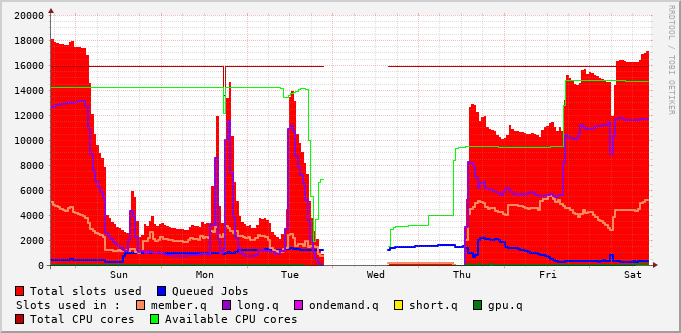 20000
18000
16000
14000
12000
10000
8000
6000
4000
2000
0
Sun Mon Tue Wed Thu Fri Sat
RRDTOOL / TOBI OETIKER
Total slots used Queued Jobs
Slots used in : member.q long.q ondemand.q short.q gpu.q
Total CPU cores Available CPU cores